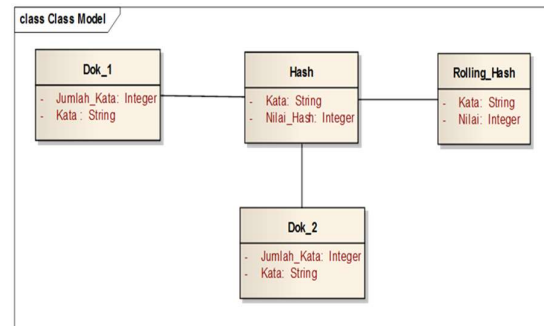 class Class Model
Dok_1
- Jumlah_Kata: Integer
- Kata : String
Hash
- Kata: String
- Nilai_Hash: Integer
Rolling_Hash
- Kata: String
- Nilai: Integer
Dok_2
- Jumlah_Kata: Integer
- Kata: String